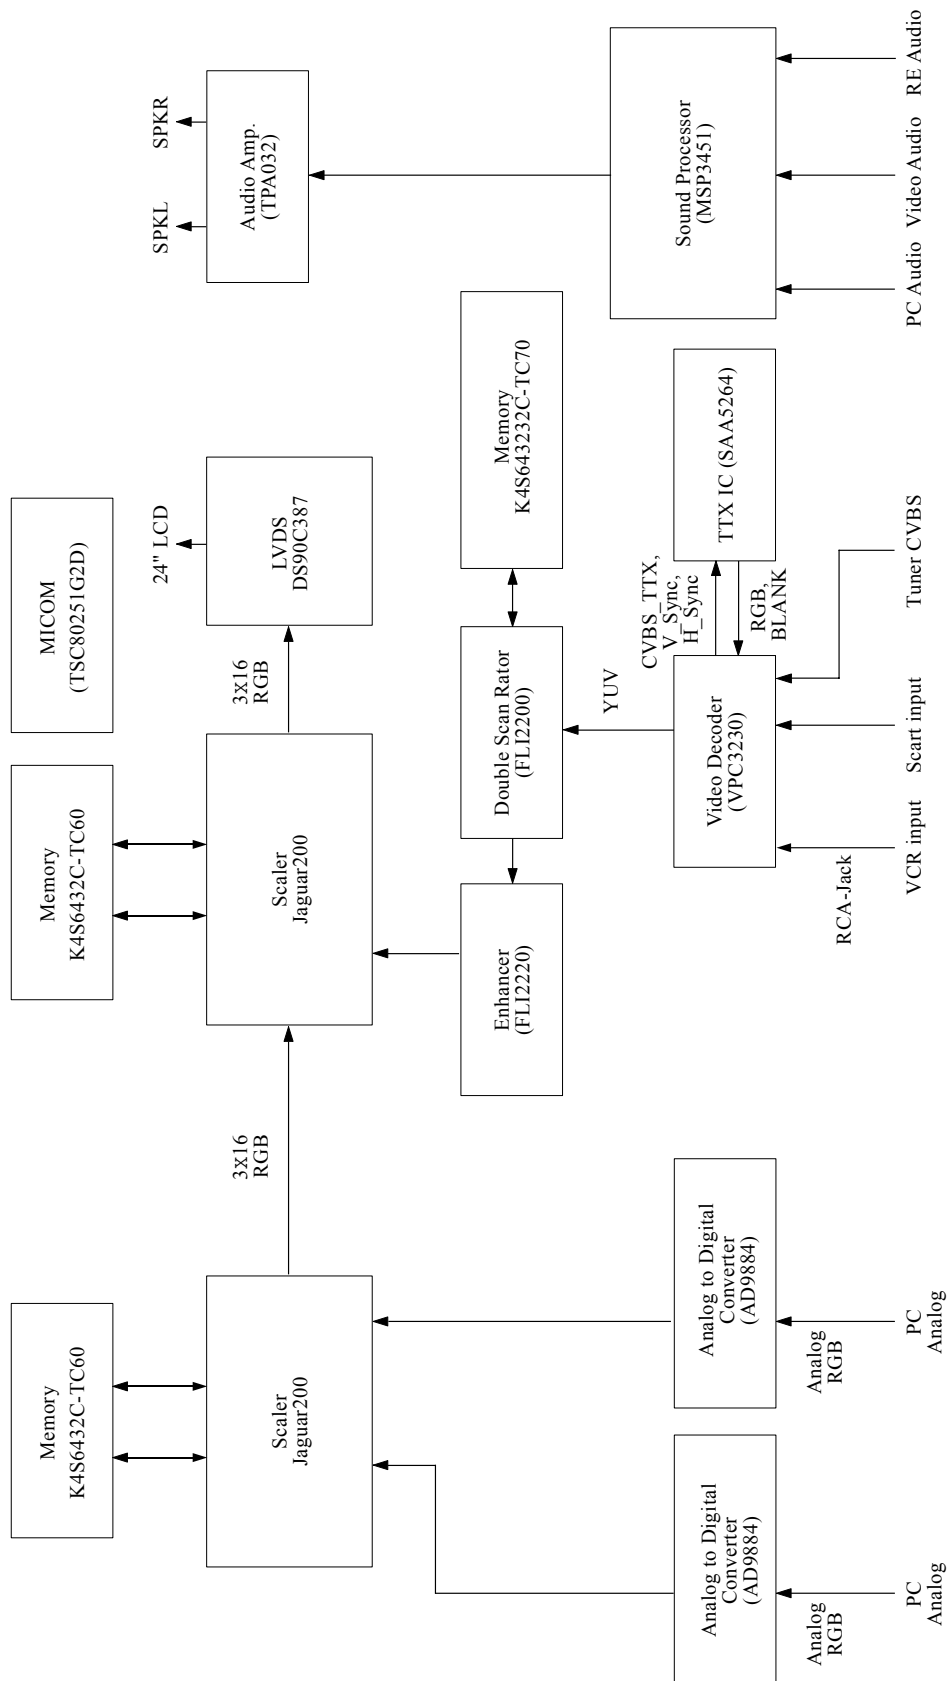 Memory
K4S6432C-TC60
Memory
K4S6432C-TC60
MICOM
(TSC80251G2D)
Scaler
Jaguar200
3X16
RGB
Scaler
Jaguar200
3X16
RGB
LVDS
DS90C387
24" LCD
SPKL
SPKR
Audio Amp.
(TPA032)
Enhancer
(FLI2220)
Double Scan Rator
(FLI2200)
Memory
K4S643232C-TC70
YUV
CVBS_TTX,
V_Sync,
H_Sync
RGB,
BLANK
Analog to Digital
Converter
(AD9884)
Analog to Digital
Converter
(AD9884)
Video Decoder
(VPC3230)
TTX IC (SAA5264)
Sound Processor
(MSP3451)
Analog
RGB
Analog
RGB
RCA-Jack
PC
Analog
PC
Analog
VCR input
Scart input
Tuner CVBS
PC Audio
Video Audio
RE Audio